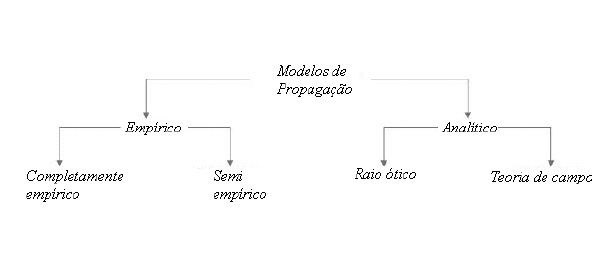 Modelos de
Propagação
Empírico
Analítico
Completamente
empírico
Semi
empírico
Raio ótico
Teoria de campo